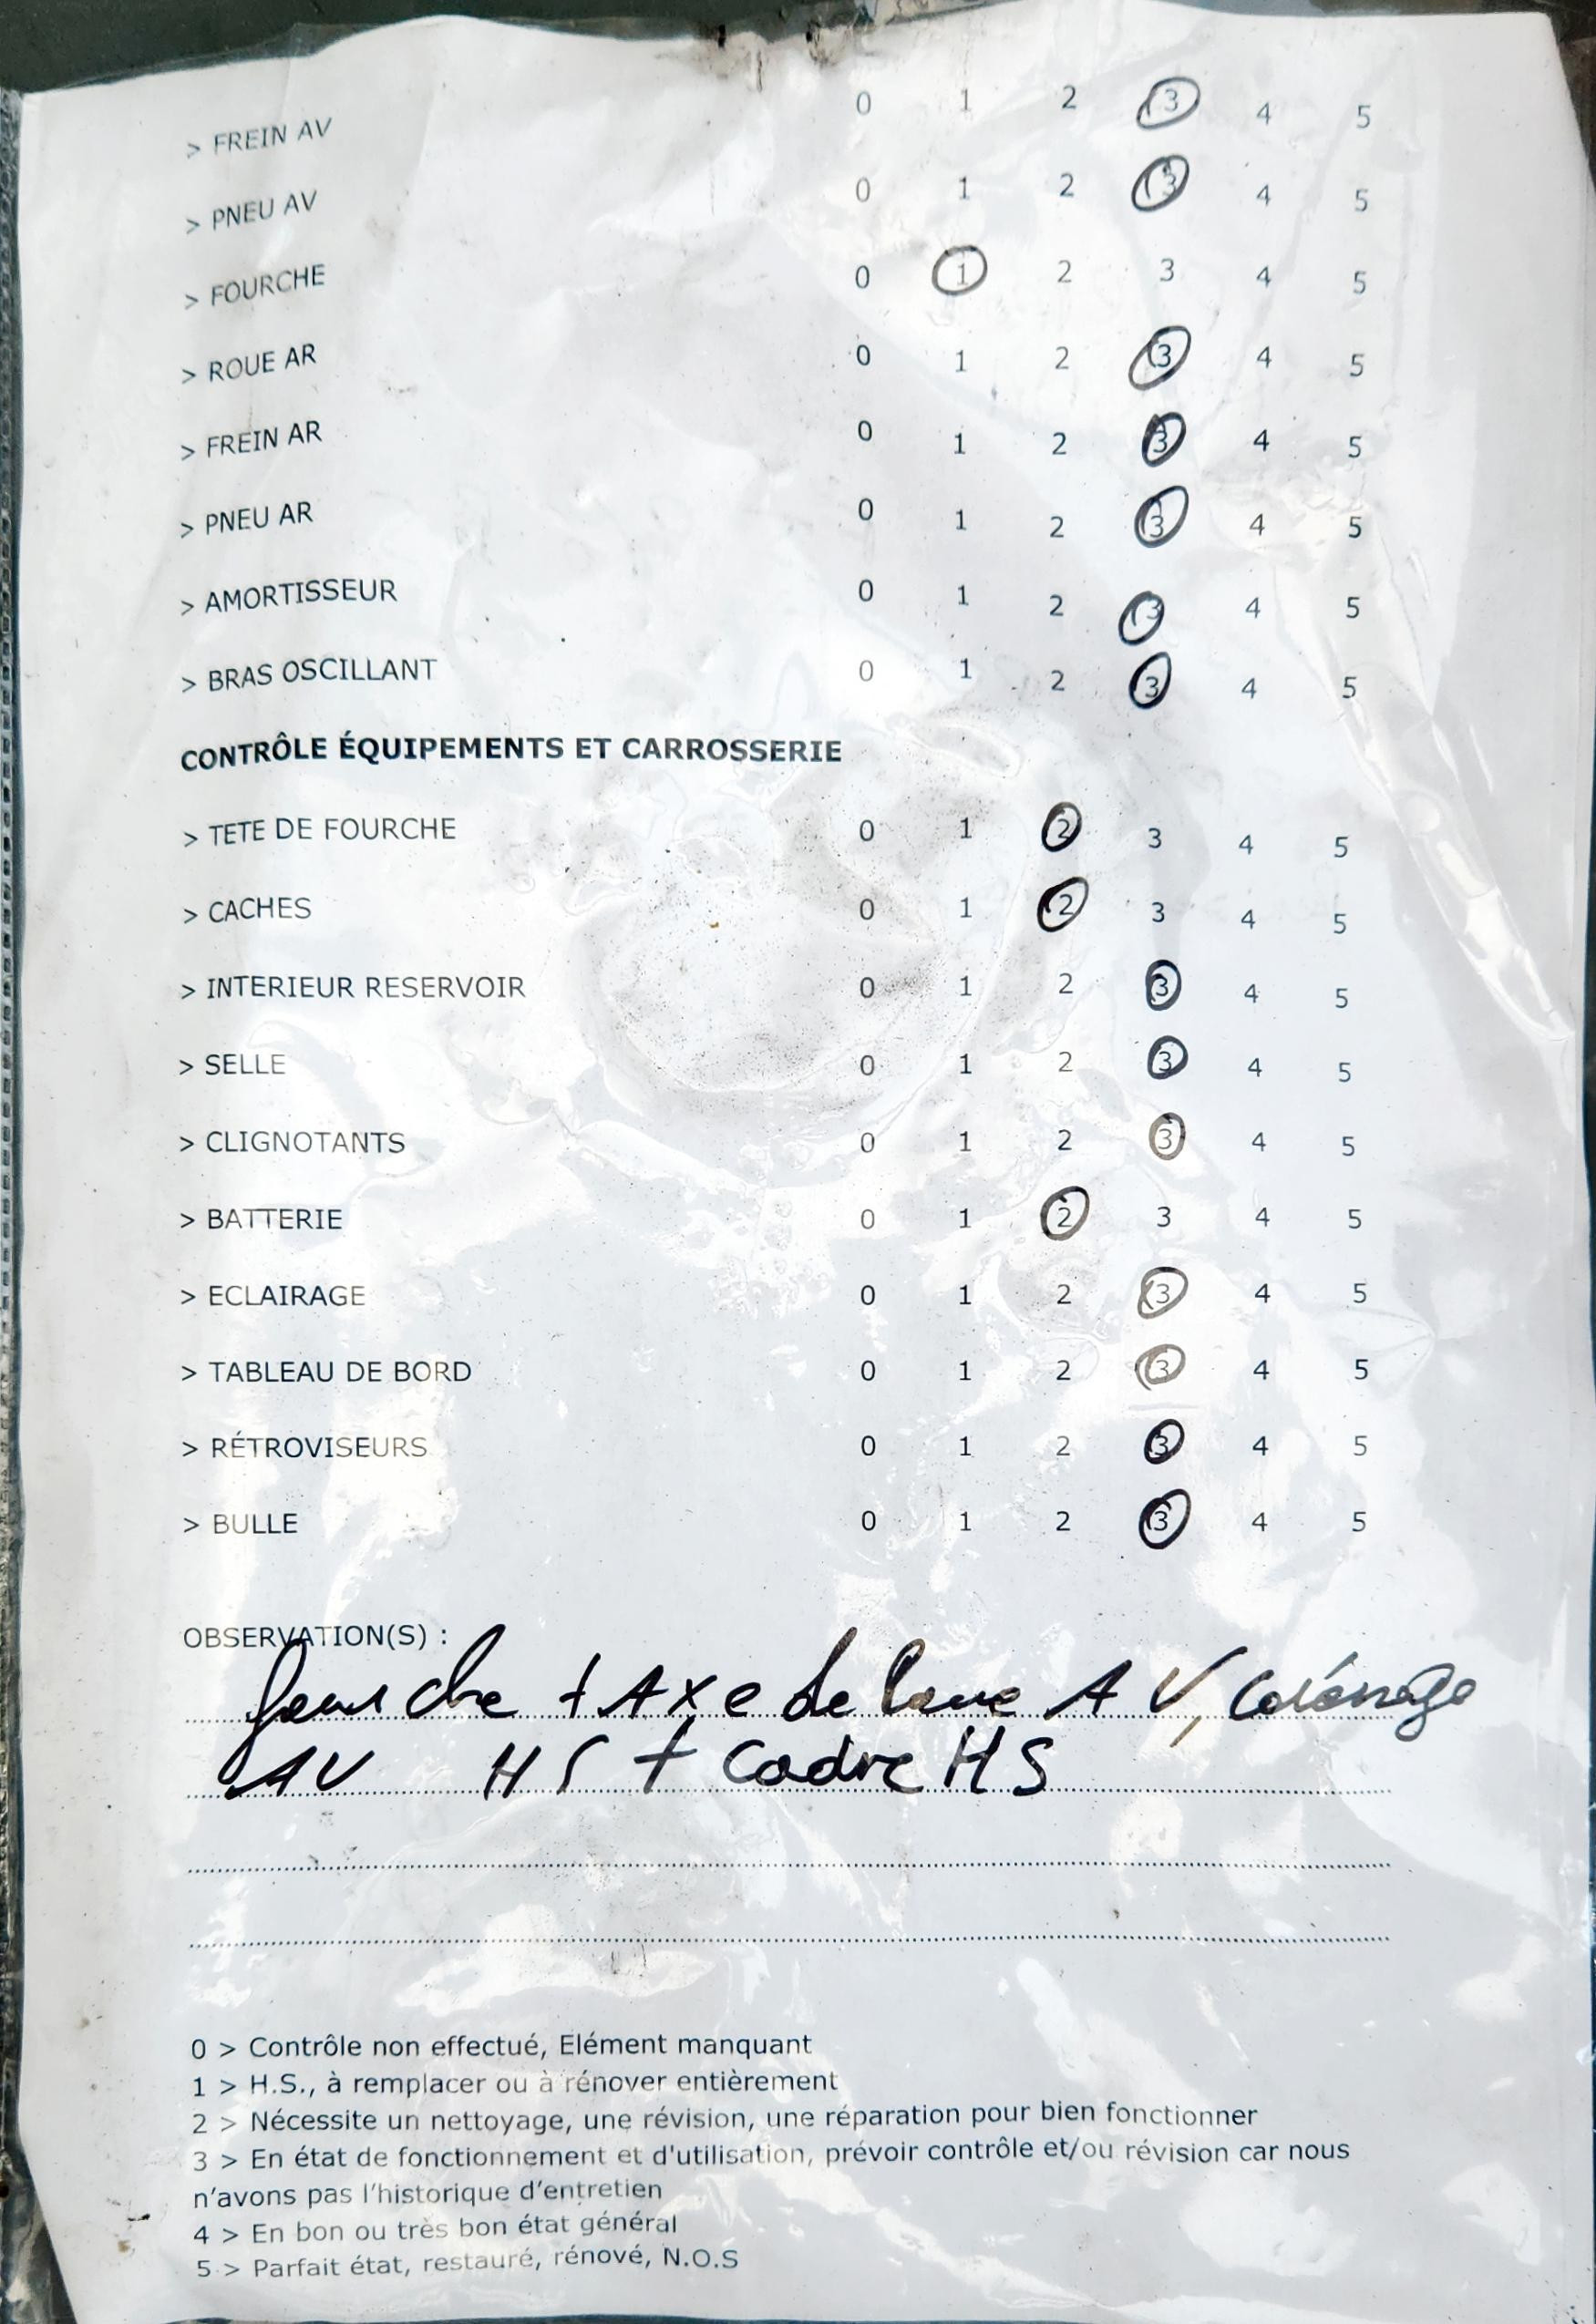 > FREIN AV 0 1 2 3 4 5
> PNEU AV 0 1 2 3 4 5
> FOURCHE 0 1 2 3 4 5
> ROUE AR 0 1 2 3 4 5
> FREIN AR 0 1 2 3 4 5
> PNEU AR 0 1 2 3 4 5
> AMORTISSEUR 0 1 2 3 4 5
> BRAS OSCILLANT 0 1 2 3 4 5
CONTRÔLE ÉQUIPEMENTS ET CARROSSERIE
> TETE DE FOURCHE 0 1 2 3 4 5
> CACHES 0 1 2 3 4 5
> INTERIEUR RESERVOIR 0 1 2 3 4 5
> SELLE 0 1 2 3 4 5
> CLIGNOTANTS 0 1 2 3 4 5
> BATTERIE 0 1 2 3 4 5
> ECLAIRAGE 0 1 2 3 4 5
> TABLEAU DE BORD 0 1 2 3 4 5
> RÉTROVISEURS 0 1 2 3 4 5
> BULLE 0 1 2 3 4 5
OBSERVATION(S) :
fourche + AXe de roue AV, Carénage
AV HS + Cadre HS
0 > Contrôle non effectué, Elément manquant
1 > H.S., à remplacer ou à rénover entièrement
2 > Nécessite un nettoyage, une révision, une réparation pour bien fonctionner
3 > En état de fonctionnement et d'utilisation, prévoir contrôle et/ou révision car nous
n'avons pas l'historique d'entretien
4 > En bon ou très bon état général
5 > Parfait état, restauré, rénové, N.O.S